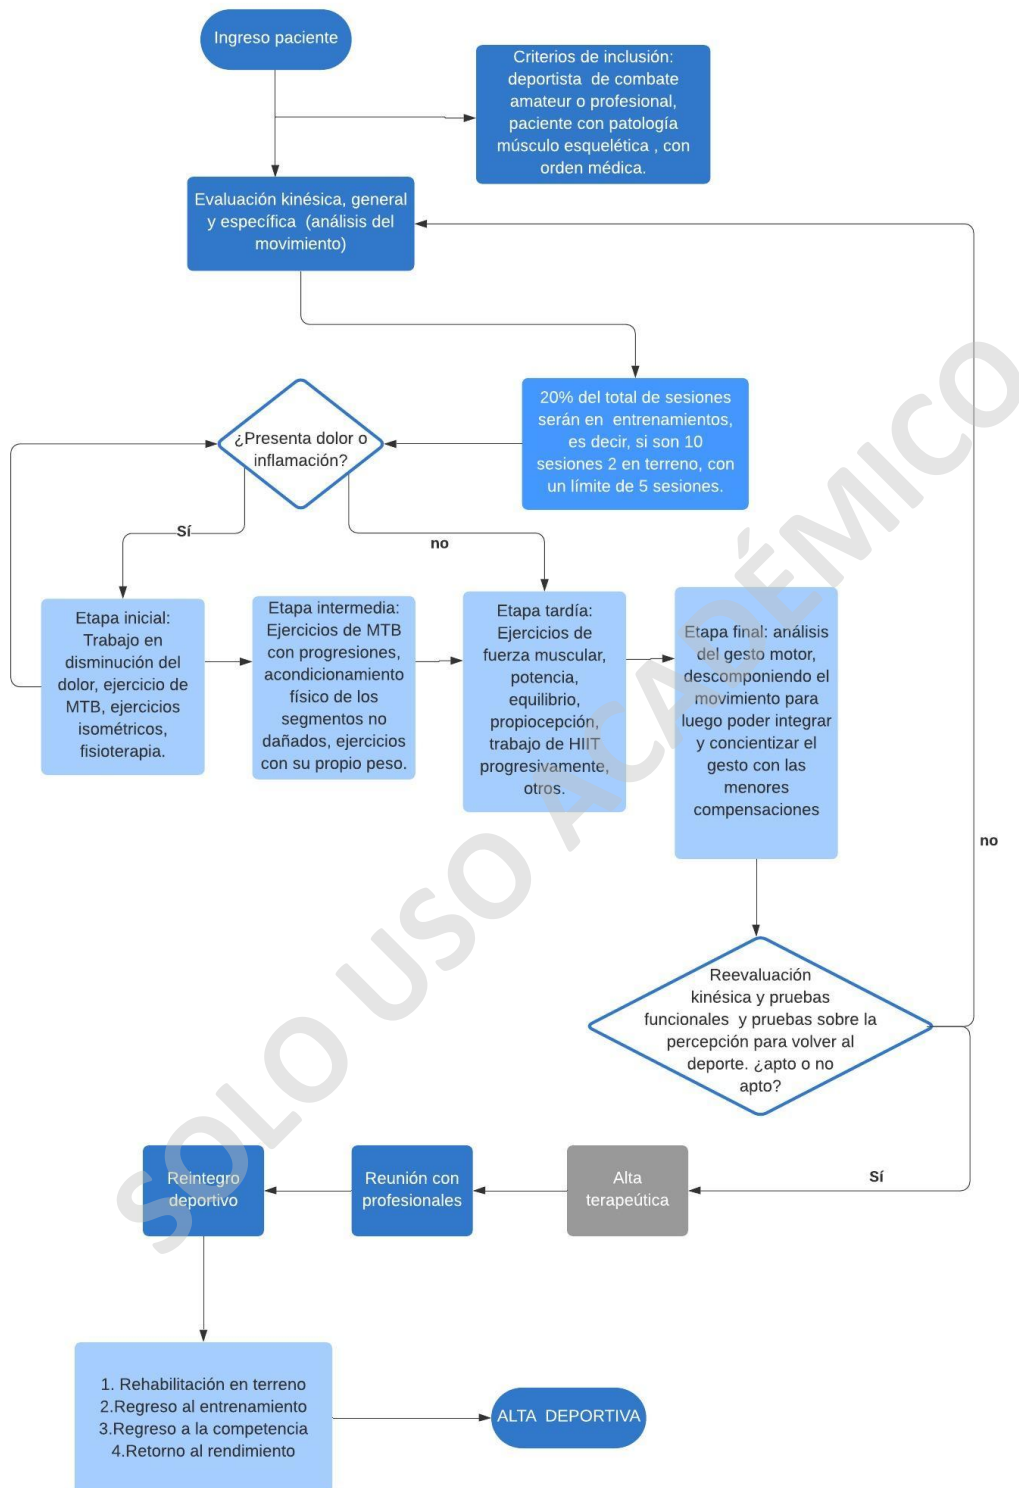 Ingreso paciente
Criterios de inclusión:
deportista de combate
amateur o profesional,
paciente con patología
músculo esquelética , con
orden médica.
Evaluación kinésica, general
y específica (análisis del
movimiento)
20% del total de sesiones
serán en entrenamientos,
es decir, si son 10
sesiones 2 en terreno, con
un límite de 5 sesiones.
¿Presenta dolor o
inflamación?
Sí
no
Etapa inicial:
Trabajo en
disminución del
dolor, ejercicio de
MTB, ejercicios
isométricos,
fisioterapia.
Etapa intermedia:
Ejercicios de MTB
con progresiones,
acondicionamiento
físico de los
segmentos no
dañados, ejercicios
con su propio peso.
Etapa tardía:
Ejercicios de
fuerza muscular,
potencia,
equilibrio,
propiocepción,
trabajo de HIIT
progresivamente,
otros.
Etapa final: análisis
del gesto motor,
descomponiendo el
movimiento para
luego poder integrar
y concientizar el
gesto con las
menores
compensaciones
no
Reevaluación
kinésica y pruebas
funcionales y pruebas sobre la
percepción para volver al
deporte. ¿apto o no
apto?
Sí
Alta
terapeútica
Reunión con
profesionales
Reintegro
deportivo
1. Rehabilitación en terreno
2.Regreso al entrenamiento
3.Regreso a la competencia
4.Retorno al rendimiento
ALTA DEPORTIVA
SOLO USO ACADÉMICO